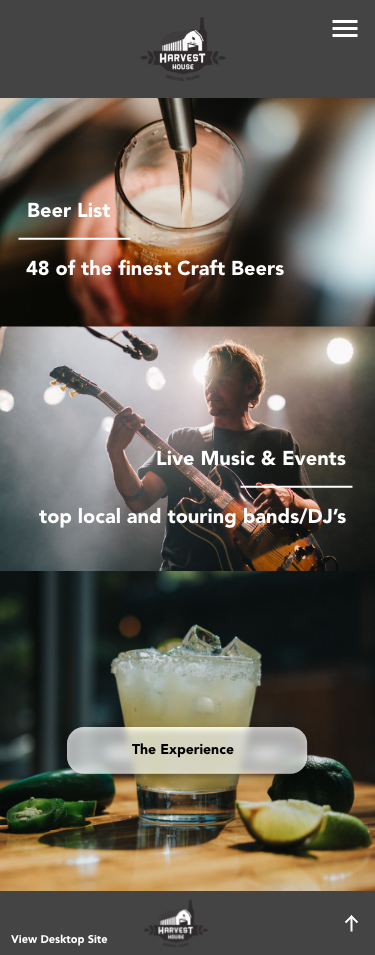 HARVEST
HOUSE
Beer List
48 of the finest Craft Beers
Live Music & Events
top local and touring bands/DJ's
The Experience
HARVEST
HOUSE
View Desktop Site